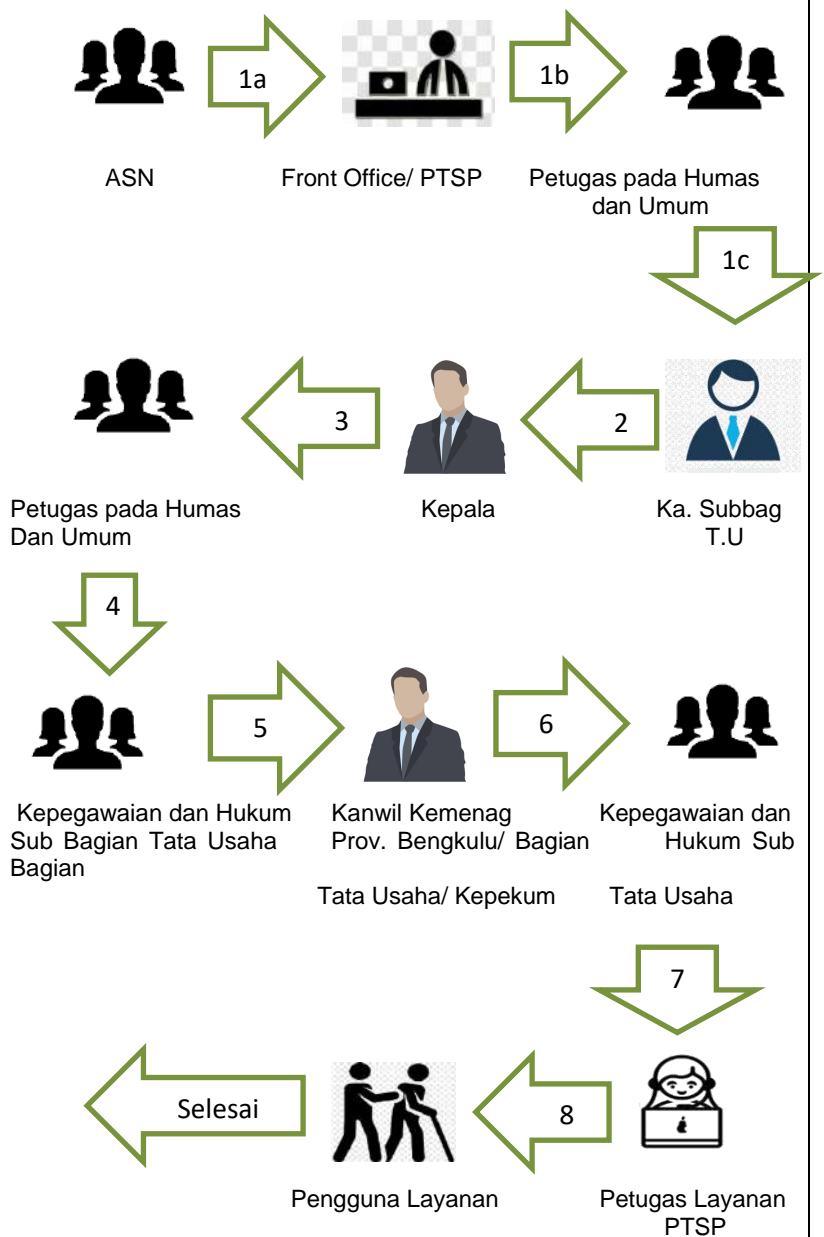 1a
1b
ASN
Front Office/ PTSP
Petugas pada Humas
dan Umum
1c
3
2
Petugas pada Humas
Dan Umum
Kepala
Ka. Subbag
T.U
4
5
6
Kepegawaian dan Hukum
Sub Bagian Tata Usaha
Bagian
Kanwil Kemenag
Prov. Bengkulu/ Bagian
Tata Usaha/ Kepekum
Kepegawaian dan
Hukum Sub
Tata Usaha
7
Selesai
8
Pengguna Layanan
Petugas Layanan
PTSP